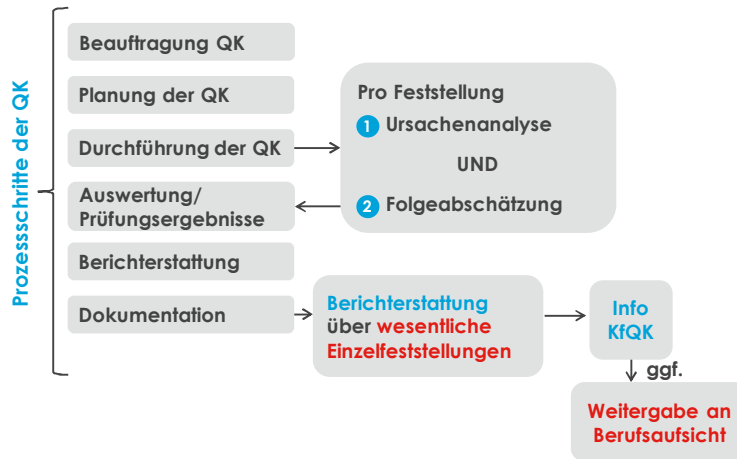 Prozessschritte der QK
Beauftragung QK
Planung der QK
Durchführung der QK
Auswertung/
Prüfungsergebnisse
Berichterstattung
Dokumentation
Pro Feststellung
1 Ursachenanalyse
UND
2 Folgeabschätzung
Berichterstattung
über wesentliche
Einzelfeststellungen
Info
KfQK
ggf.
Weitergabe an
Berufsaufsicht